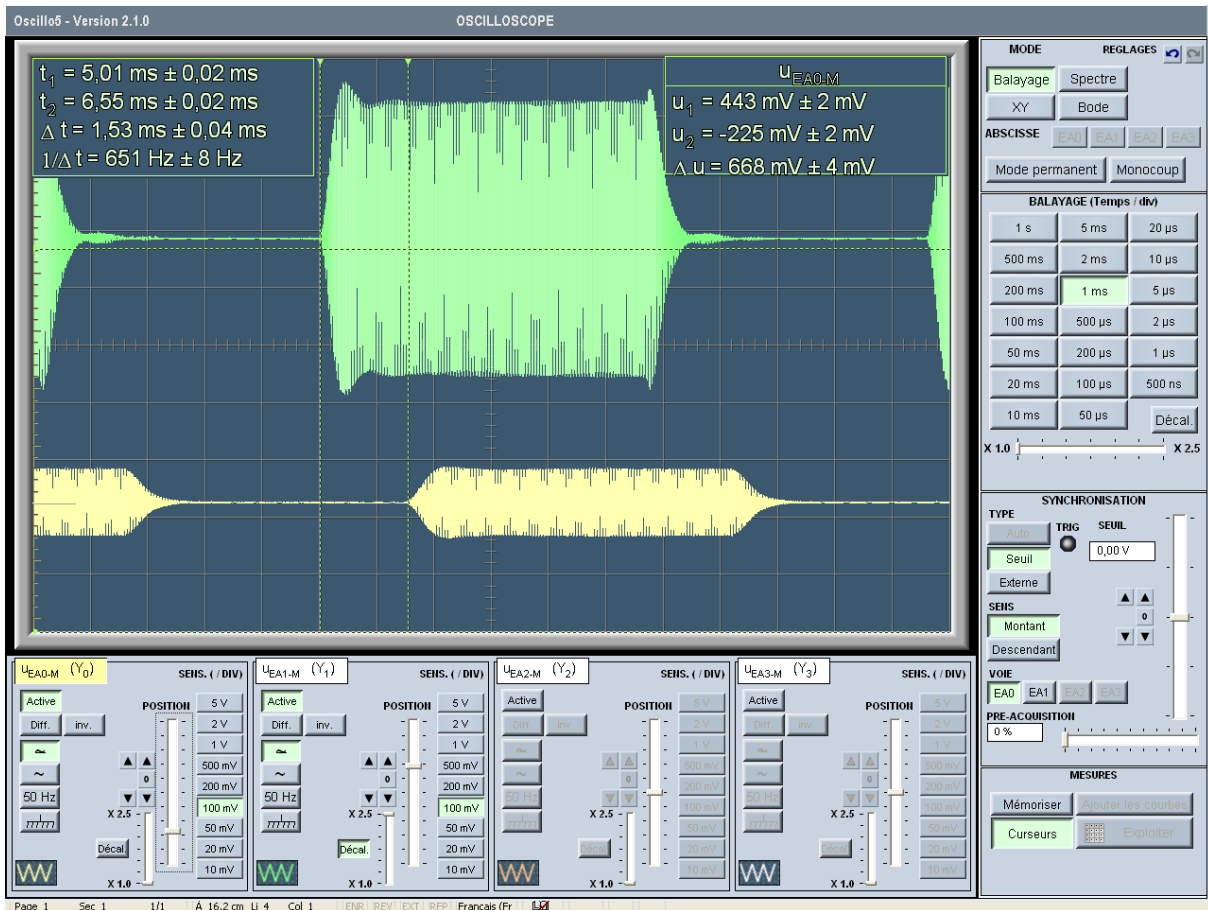 Oscillo5 - Version 2.1.0 OSCILLOSCOPE
t1 = 5,01 ms ± 0,02 ms
t2 = 6,55 ms ± 0,02 ms
Δ t = 1,53 ms ± 0,04 ms
1/Δ t = 651 Hz ± 8 Hz
uEA0-M
u1 = 443 mV ± 2 mV
u2 = -225 mV ± 2 mV
Δ u = 668 mV ± 4 mV
MODE REGLAGES
Balayage Spectre
XY Bode
ABSCISSE EA0 EA1 EA2 EA3
Mode permanent Monocoup
BALAYAGE (Temps / div)
1 s 5 ms 20 µs
500 ms 2 ms 10 µs
200 ms 1 ms 5 µs
100 ms 500 µs 2 µs
50 ms 200 µs 1 µs
20 ms 100 µs 500 ns
10 ms 50 µs Décal.
X 1.0 X 2.5
SYNCHRONISATION
TYPE
Auto TRIG SEUIL
Seuil 0,00 V
Externe
SENS
Montant 0
Descendant
VOIE
EA0 EA1 EA2 EA3
PRE-ACQUISITION
0 %
MESURES
Mémoriser Ajouter les courbes
Curseurs Exploiter
uEA0-M (Y0) SENS. ( / DIV)
Active POSITION 5 V
Diff. inv. 2 V
1 V
~ 500 mV
0 200 mV
50 Hz 100 mV
X 2.5 50 mV
Décal. 20 mV
X 1.0 10 mV
uEA1-M (Y1) SENS. ( / DIV)
Active POSITION 5 V
Diff. inv. 2 V
1 V
~ 500 mV
0 200 mV
50 Hz 100 mV
X 2.5 50 mV
Décal. 20 mV
X 1.0 10 mV
uEA2-M (Y2) SENS. ( / DIV)
Active POSITION 5 V
Diff. inv. 2 V
1 V
~ 500 mV
0 200 mV
50 Hz 100 mV
X 2.5 50 mV
Décal. 20 mV
X 1.0 10 mV
uEA3-M (Y3) SENS. ( / DIV)
Active POSITION 5 V
Diff. inv. 2 V
1 V
~ 500 mV
0 200 mV
50 Hz 100 mV
X 2.5 50 mV
Décal. 20 mV
X 1.0 10 mV
Page 1 Sec 1 1/1 À 16,2 cm Li 4 Col 1 ENR REV EXT RFP Français (Fr